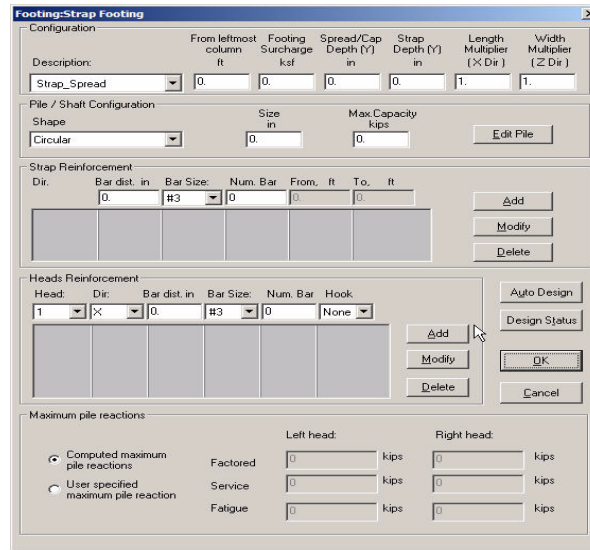 Footing:Strap Footing
Configuration
From leftmost column ft
Footing Surcharge ksf
Spread/Cap Depth (Y) in
Strap Depth (Y) in
Length Multiplier (X Dir)
Width Multiplier (Z Dir)
Description:
Strap_Spread 0. 0. 0. 0. 1. 1.
Pile / Shaft Configuration
Shape
Size in
Max.Capacity kips
Circular 0. 0. Edit Pile
Strap Reinforcement
Dir. Bar dist. in Bar Size: Num. Bar From, ft To, ft
0. #3 0 0. 0.
Add
Modify
Delete
Heads Reinforcement
Head: Dir: Bar dist. in Bar Size: Num. Bar Hook
1 X 0. #3 0 None
Add
Modify
Delete
Auto Design
Design Status
OK
Cancel
Maximum pile reactions
Left head: Right head:
Computed maximum pile reactions
User specified maximum pile reaction
Factored 0 kips 0 kips
Service 0 kips 0 kips
Fatigue 0 kips 0 kips